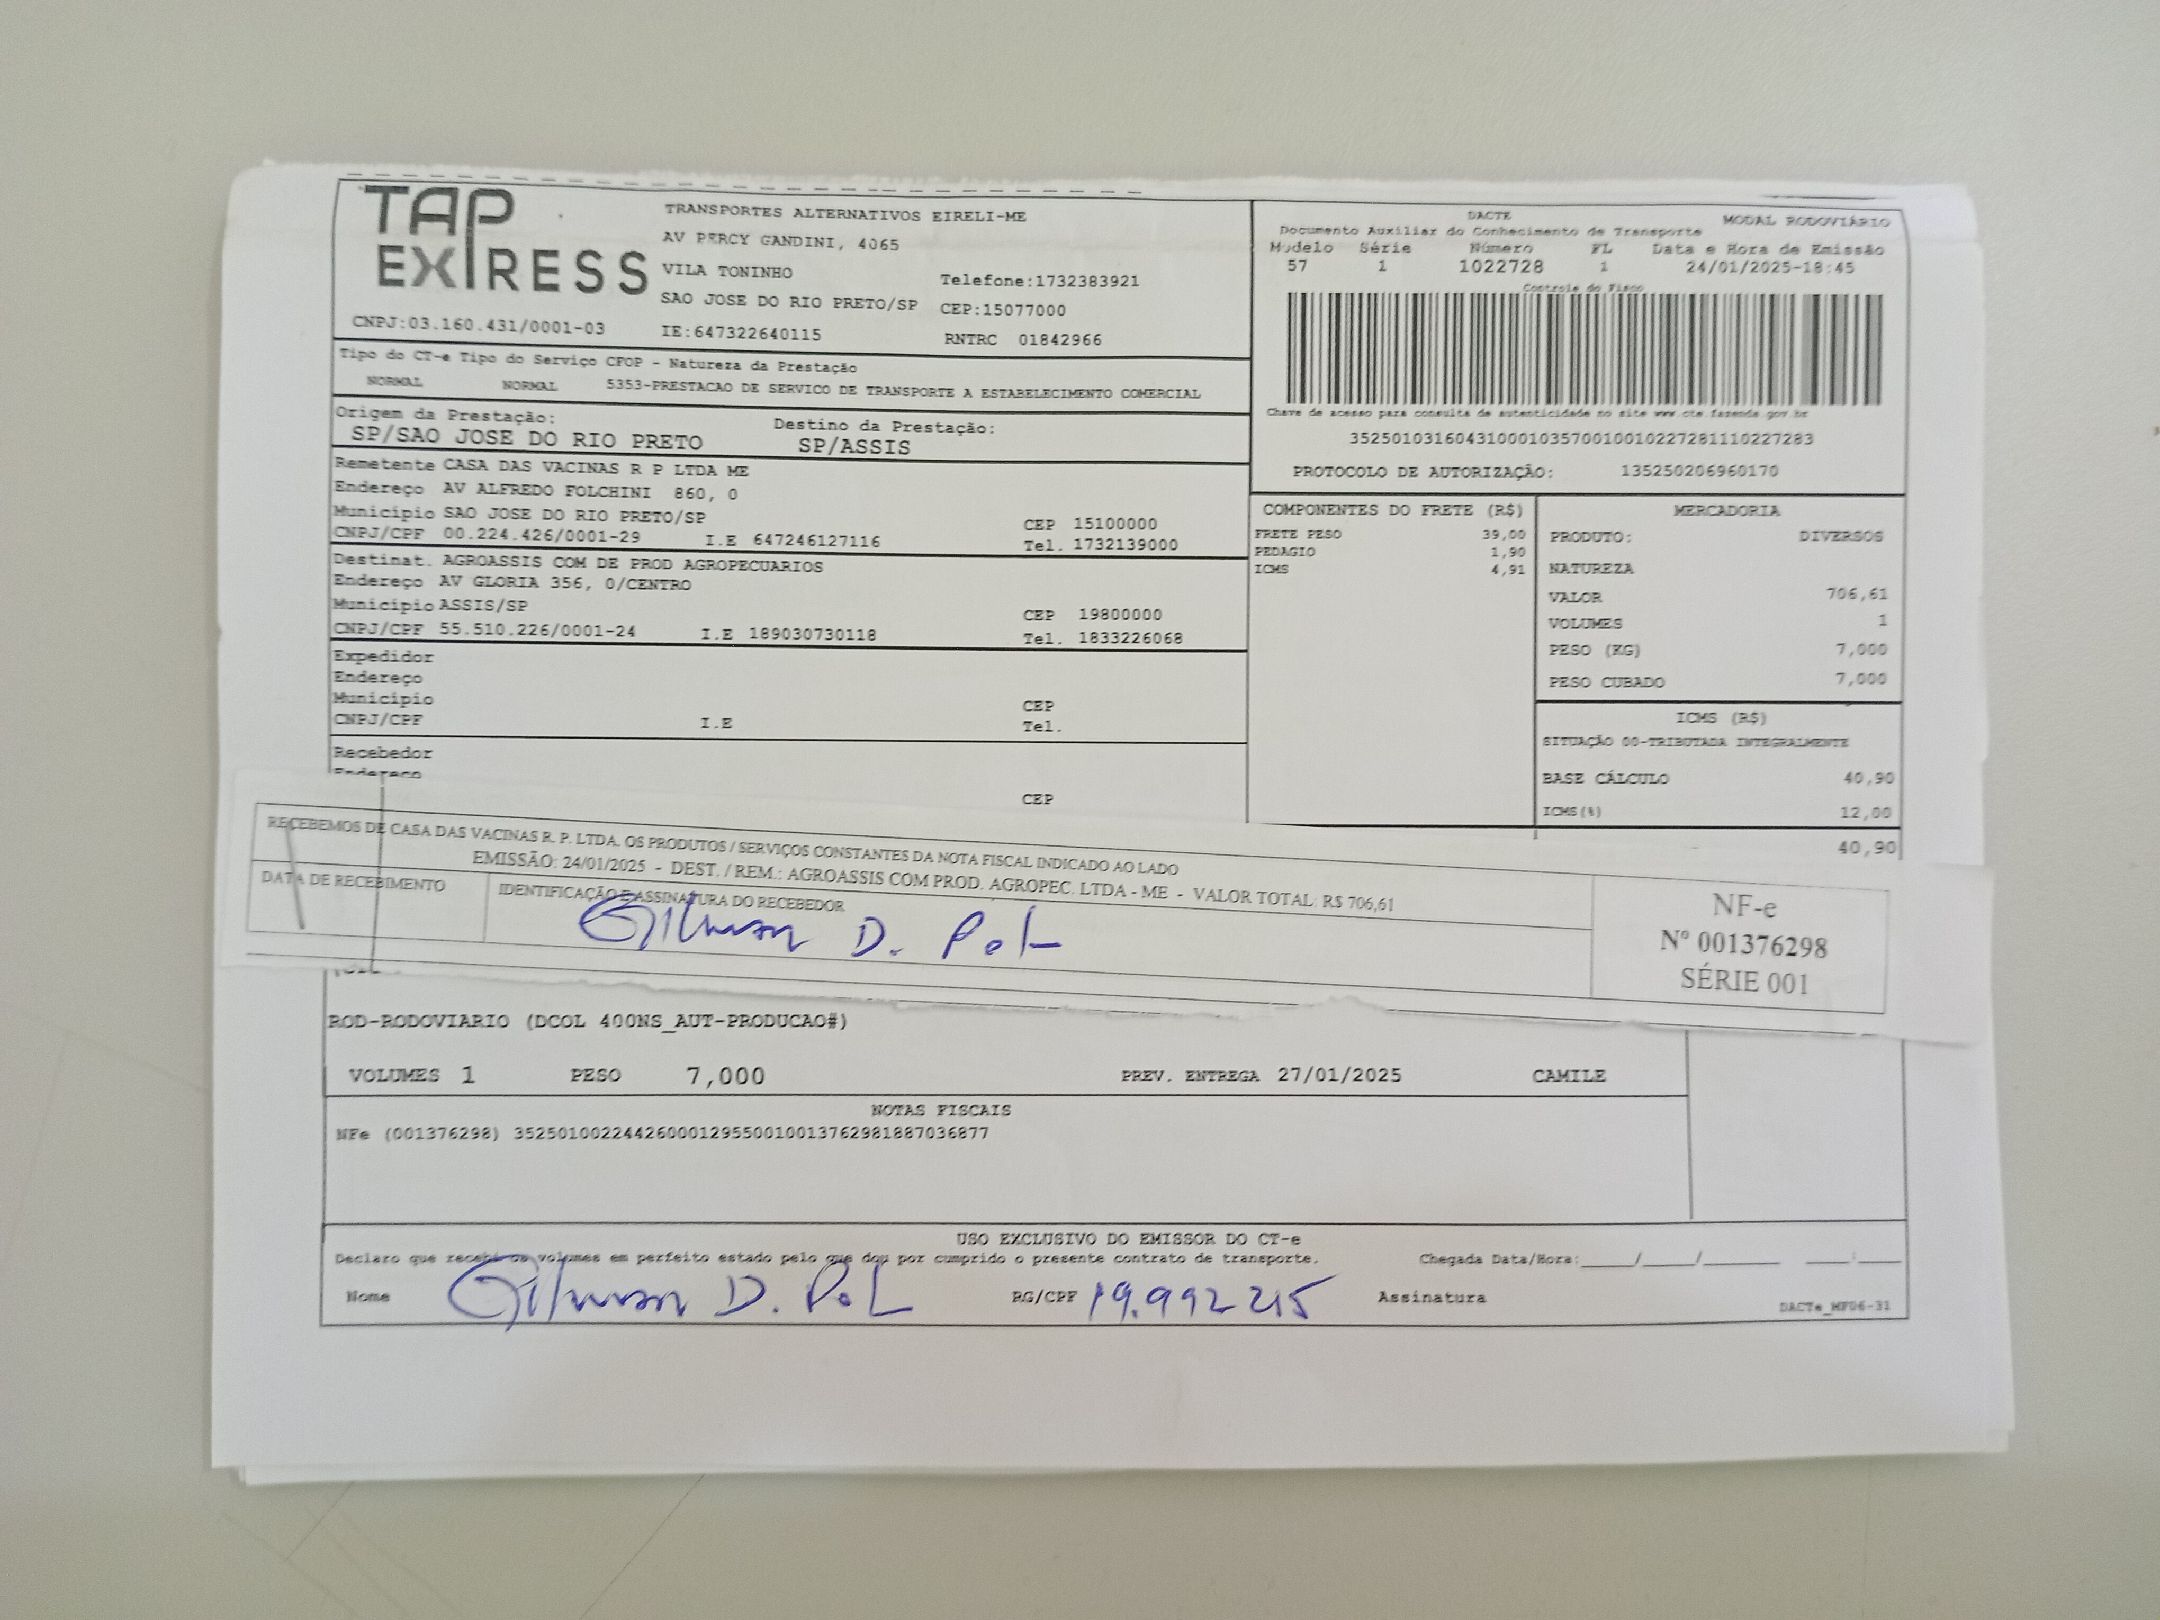 TAP EXPRESS
TRANSPORTES ALTERNATIVOS EIRELI-ME
AV PERCY GANDINI, 4065
VILA TONINHO Telefone:1732383921
SAO JOSE DO RIO PRETO/SP CEP:15077000
CNPJ:03.160.431/0001-03 IE:647322640115 RNTRC 01842966
DACTE MODAL RODOVIÁRIO
Documento Auxiliar do Conhecimento de Transporte
Modelo Série Número FL Data e Hora de Emissão
57 1 1022728 1 24/01/2025-18:45
Controle do Fisco
Chave de acesso para consulta de autenticidade no site www.cte.fazenda.gov.br
35250103160431000103570010010227281110227283
PROTOCOLO DE AUTORIZAÇÃO: 135250206960170
Tipo do CT-e Tipo do Serviço CFOP - Natureza da Prestação
NORMAL NORMAL 5353-PRESTACAO DE SERVICO DE TRANSPORTE A ESTABELECIMENTO COMERCIAL
Origem da Prestação: Destino da Prestação:
SP/SAO JOSE DO RIO PRETO SP/ASSIS
Remetente CASA DAS VACINAS R P LTDA ME
Endereço AV ALFREDO FOLCHINI 860, 0
Município SAO JOSE DO RIO PRETO/SP CEP 15100000
CNPJ/CPF 00.224.426/0001-29 I.E 647246127116 Tel. 1732139000
Destinat. AGROASSIS COM DE PROD AGROPECUARIOS
Endereço AV GLORIA 356, 0/CENTRO
Município ASSIS/SP CEP 19800000
CNPJ/CPF 55.510.226/0001-24 I.E 189030730118 Tel. 1833226068
Expedidor
Endereço
Município CEP
CNPJ/CPF I.E Tel.
Recebedor
Endereço
CEP
COMPONENTES DO FRETE (R$)
FRETE PESO 39,00
PEDAGIO 1,90
ICMS 4,91
MERCADORIA
PRODUTO: DIVERSOS
NATUREZA
VALOR 706,61
VOLUMES 1
PESO (KG) 7,000
PESO CUBADO 7,000
ICMS (R$)
SITUAÇÃO 00-TRIBUTADA INTEGRALMENTE
BASE CÁLCULO 40,90
ICMS(%) 12,00
40,90
RECEBEMOS DE CASA DAS VACINAS R. P. LTDA. OS PRODUTOS / SERVIÇOS CONSTANTES DA NOTA FISCAL INDICADO AO LADO
EMISSÃO: 24/01/2025 - DEST. / REM.: AGROASSIS COM PROD. AGROPEC. LTDA - ME - VALOR TOTAL: R$ 706,61
DATA DE RECEBIMENTO IDENTIFICAÇÃO E ASSINATURA DO RECEBEDOR
D. Pol
NF-e
Nº 001376298
SÉRIE 001
ROD-RODOVIARIO (DCOL 400NS_AUT-PRODUCAO#)
VOLUMES 1 PESO 7,000 PREV. ENTREGA 27/01/2025 CAMILE
NOTAS FISCAIS
NFe (001376298) 35250100224426000129550010013762981887036877
USO EXCLUSIVO DO EMISSOR DO CT-e
Declaro que recebi os volumes em perfeito estado pelo que dou por cumprido o presente contrato de transporte. Chegada Data/Hora:_____/_____/_______ ____:____
Nome D. Pol RG/CPF 19.992 215 Assinatura
DACTe_MF06-31